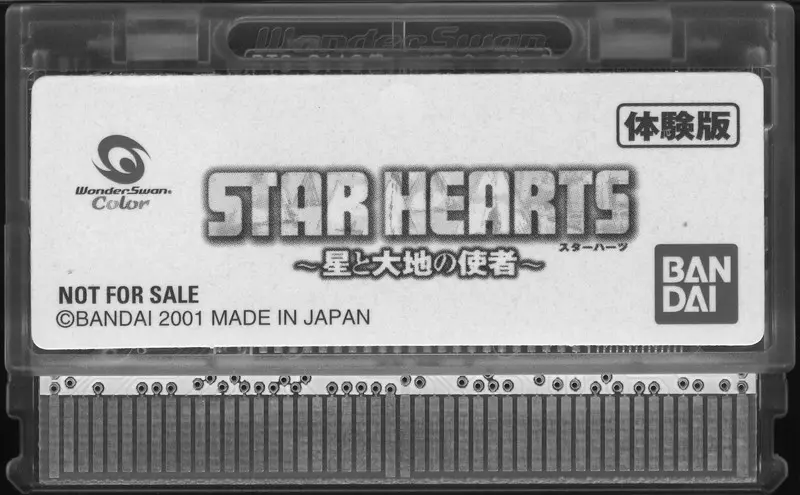 WonderSwan
体験版
WonderSwan
Color
STAR HEARTS
スターハーツ
～星と大地の使者～
BAN
DAI
NOT FOR SALE
©BANDAI 2001 MADE IN JAPAN